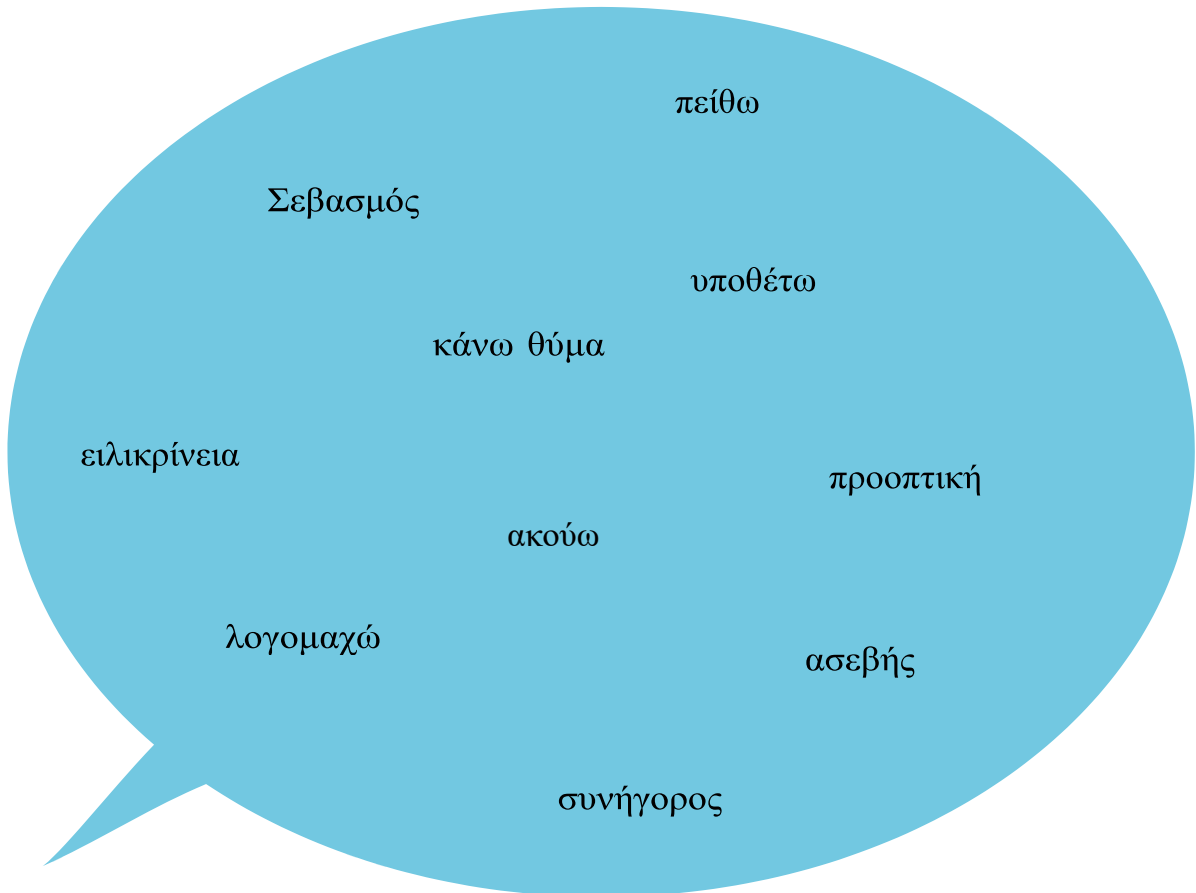 πείθω
Σεβασμός
υποθέτω
κάνω θύμα
ειλικρίνεια
προοπτική
ακούω
λογομαχώ
ασεβής
συνήγορος